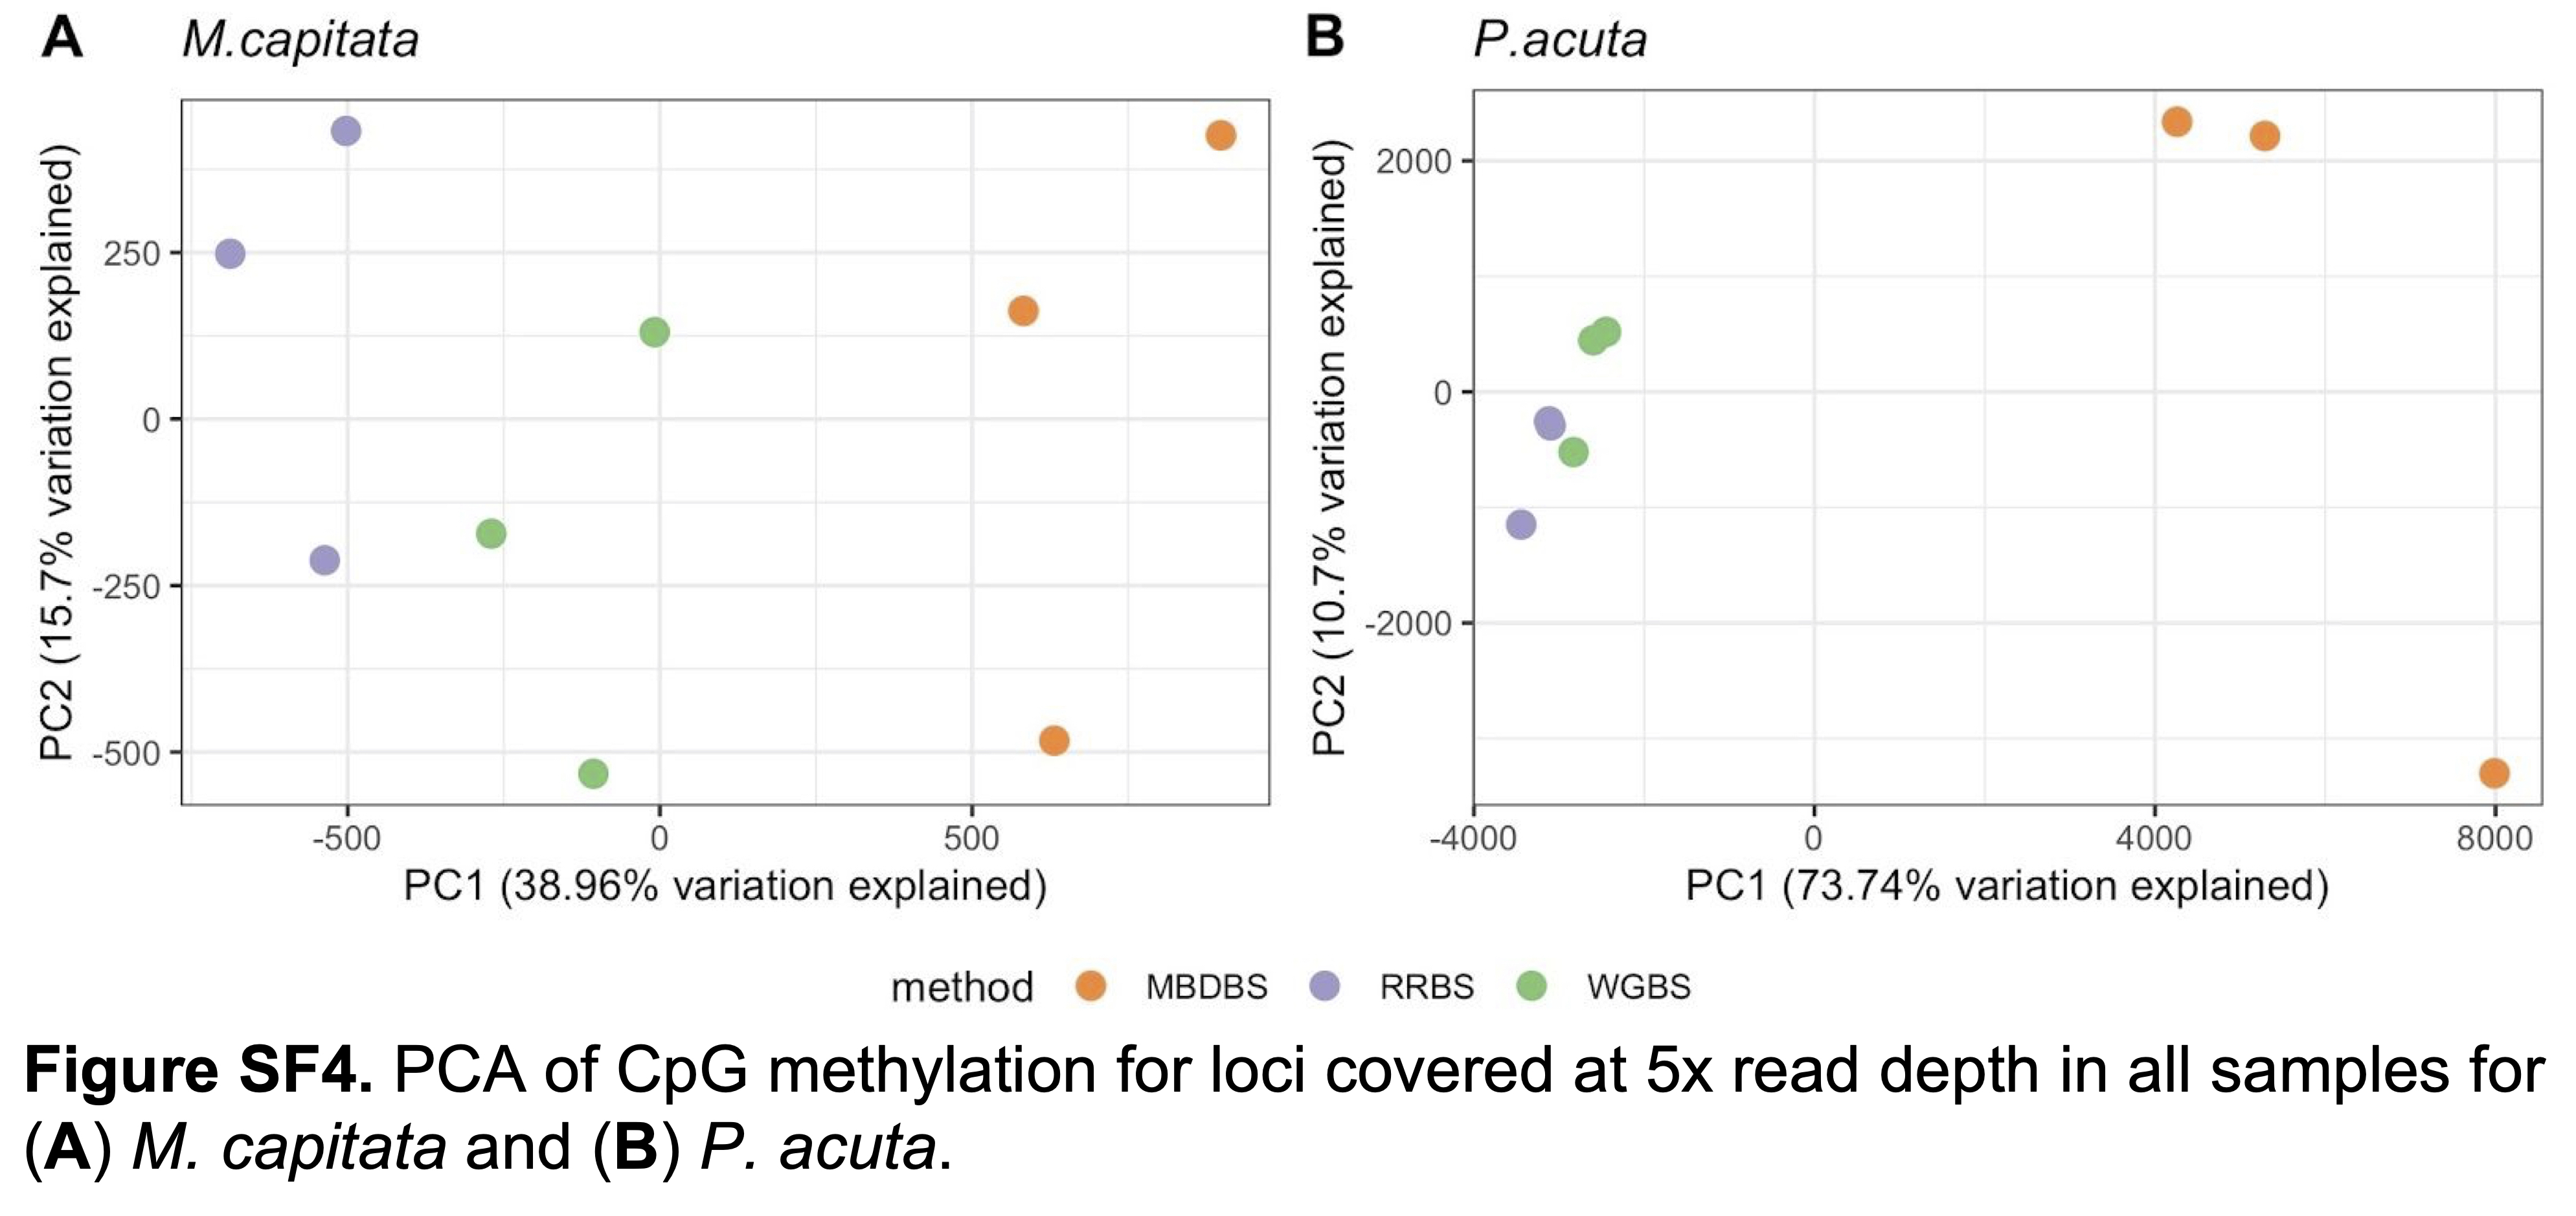 A M.capitata
PC2 (15.7% variation explained)
250
0
-250
-500
-500 0 500
PC1 (38.96% variation explained)
B P.acuta
PC2 (10.7% variation explained)
2000
0
-2000
-4000 0 4000 8000
PC1 (73.74% variation explained)
method MBDBS RRBS WGBS
Figure SF4. PCA of CpG methylation for loci covered at 5x read depth in all samples for
(A) M. capitata and (B) P. acuta.